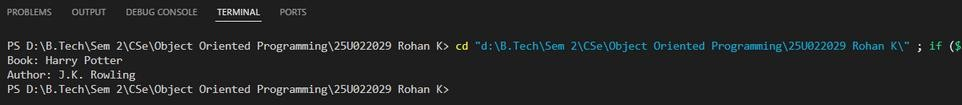 PROBLEMS OUTPUT DEBUG CONSOLE TERMINAL PORTS
PS D:\B.Tech\Sem 2\CSe\Object Oriented Programming\25U022029 Rohan K> cd "d:\B.Tech\Sem 2\CSe\Object Oriented Programming\25U022029 Rohan K\" ; if ($
Book: Harry Potter
Author: J.K. Rowling
PS D:\B.Tech\Sem 2\CSe\Object Oriented Programming\25U022029 Rohan K>